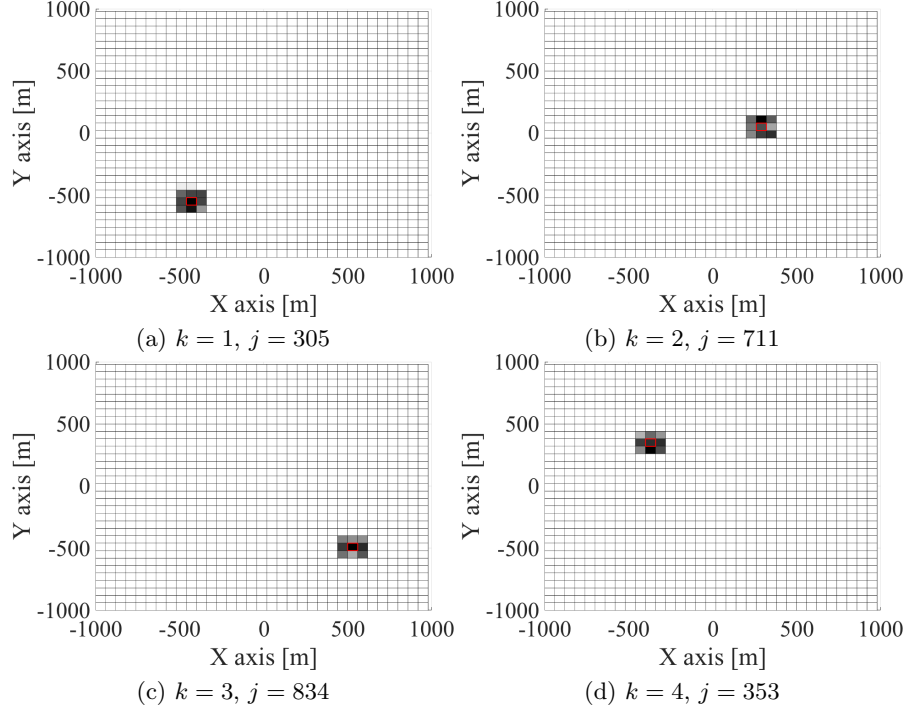 1000
500
0
-500
-1000
Y axis [m]
-1000 -500 0 500 1000
X axis [m]
(a) k = 1, j = 305
1000
500
0
-500
-1000
Y axis [m]
-1000 -500 0 500 1000
X axis [m]
(b) k = 2, j = 711
1000
500
0
-500
-1000
Y axis [m]
-1000 -500 0 500 1000
X axis [m]
(c) k = 3, j = 834
1000
500
0
-500
-1000
Y axis [m]
-1000 -500 0 500 1000
X axis [m]
(d) k = 4, j = 353